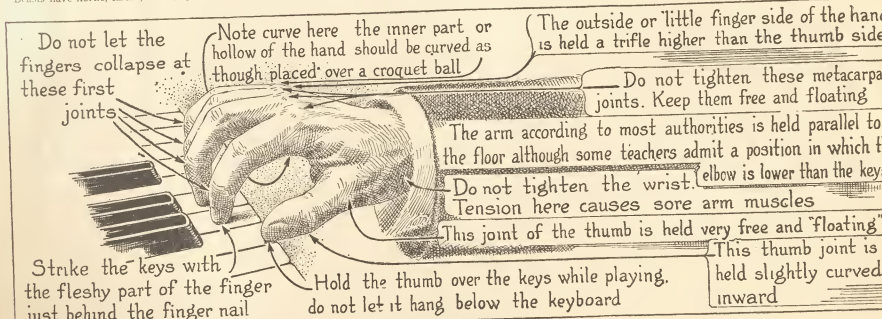 Do not let the
fingers collapse at
these first
joints
Note curve here the inner part or
hollow of the hand should be curved as
though placed over a croquet ball
The outside or "little finger side of the hand
is held a trifle higher than the thumb side
Do not tighten these metacarpa
joints. Keep them free and floating
The arm according to most authorities is held parallel to
the floor although some teachers admit a position in which t
elbow is lower than the key
Do not tighten the wrist.
Tension here causes sore arm muscles
This joint of the thumb is held very free and "floating"
This thumb joint is
held slightly curved
inward
Hold the thumb over the keys while playing.
do not let it hang below the keyboard
Strike the keys with
the fleshy part of the finger
just behind the finger nail